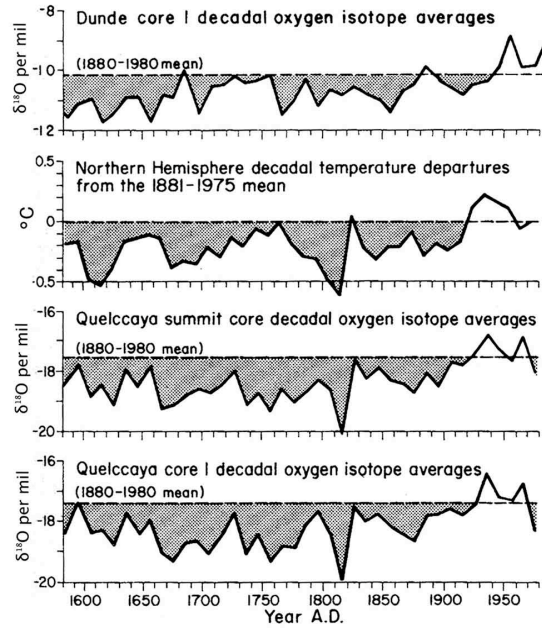 Dunde core I decadal oxygen isotope averages
(1880-1980 mean)
-8
-10
-12
δ¹⁸O per mil
Northern Hemisphere decadal temperature departures
from the 1881-1975 mean
0.5
0
-0.5
°C
Quelccaya summit core decadal oxygen isotope averages
(1880-1980 mean)
-16
-18
-20
δ¹⁸O per mil
Quelccaya core I decadal oxygen isotope averages
(1880-1980 mean)
-16
-18
-20
δ¹⁸O per mil
1600 1650 1700 1750 1800 1850 1900 1950
Year A.D.